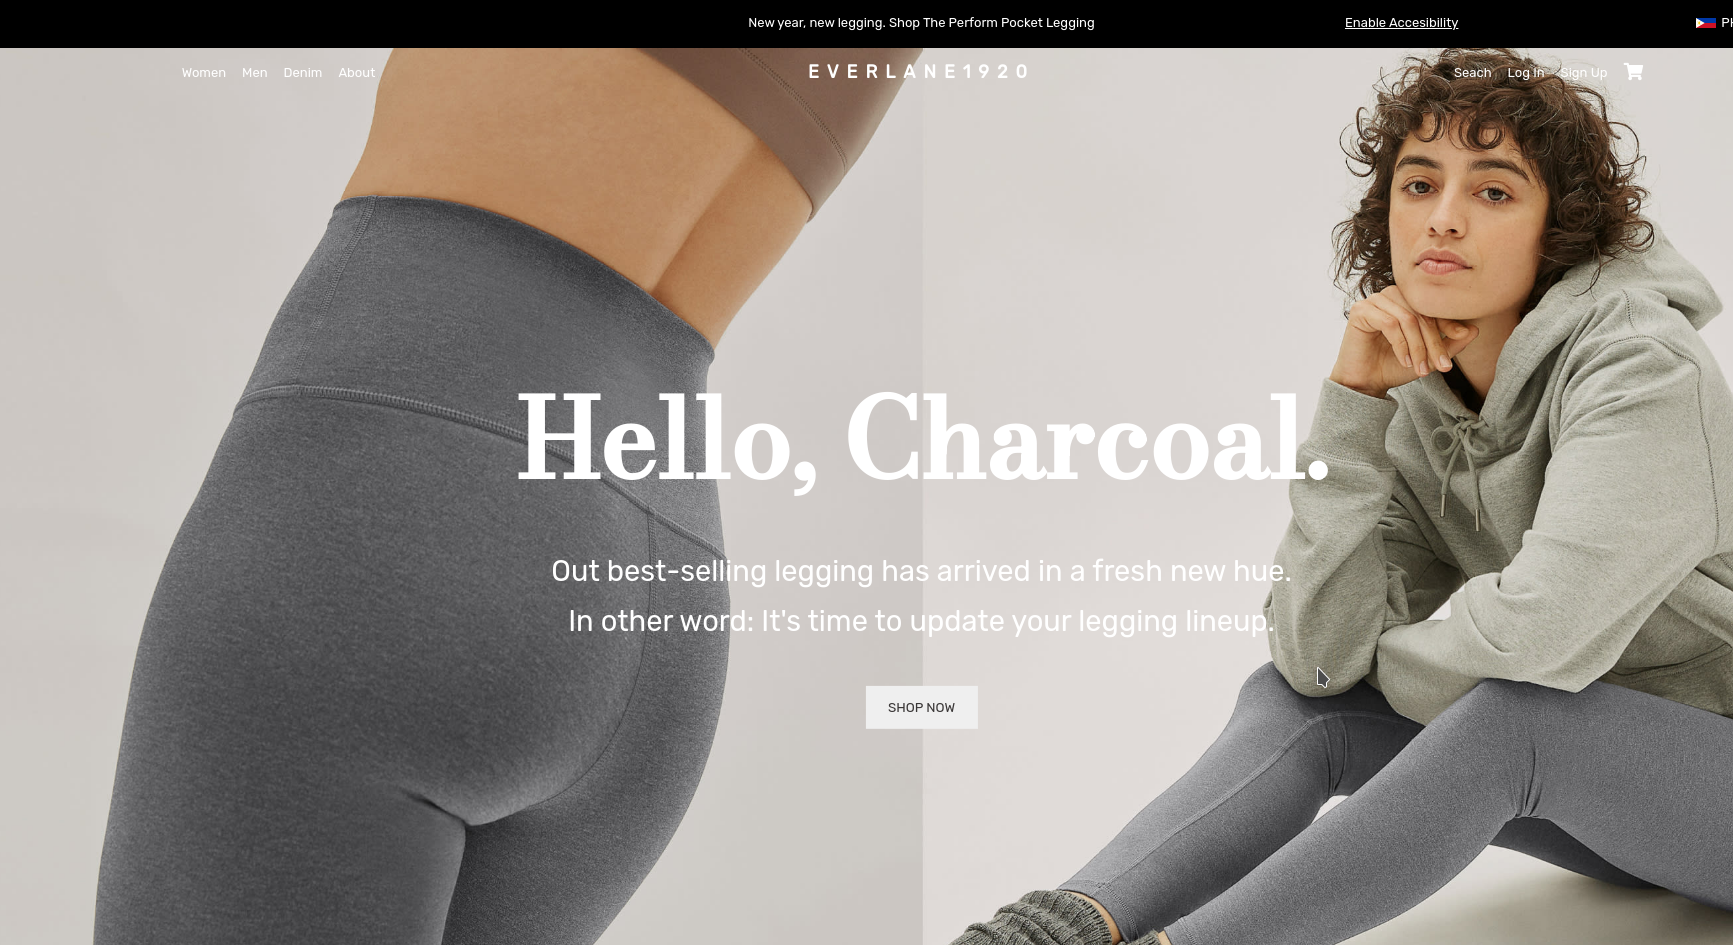 New year, new legging. Shop The Perform Pocket Legging
Enable Accesibility
Women Men Denim About
EVERLANE1920
Seach Log In Sign Up
Hello, Charcoal.
Out best-selling legging has arrived in a fresh new hue.
In other word: It's time to update your legging lineup.
SHOP NOW